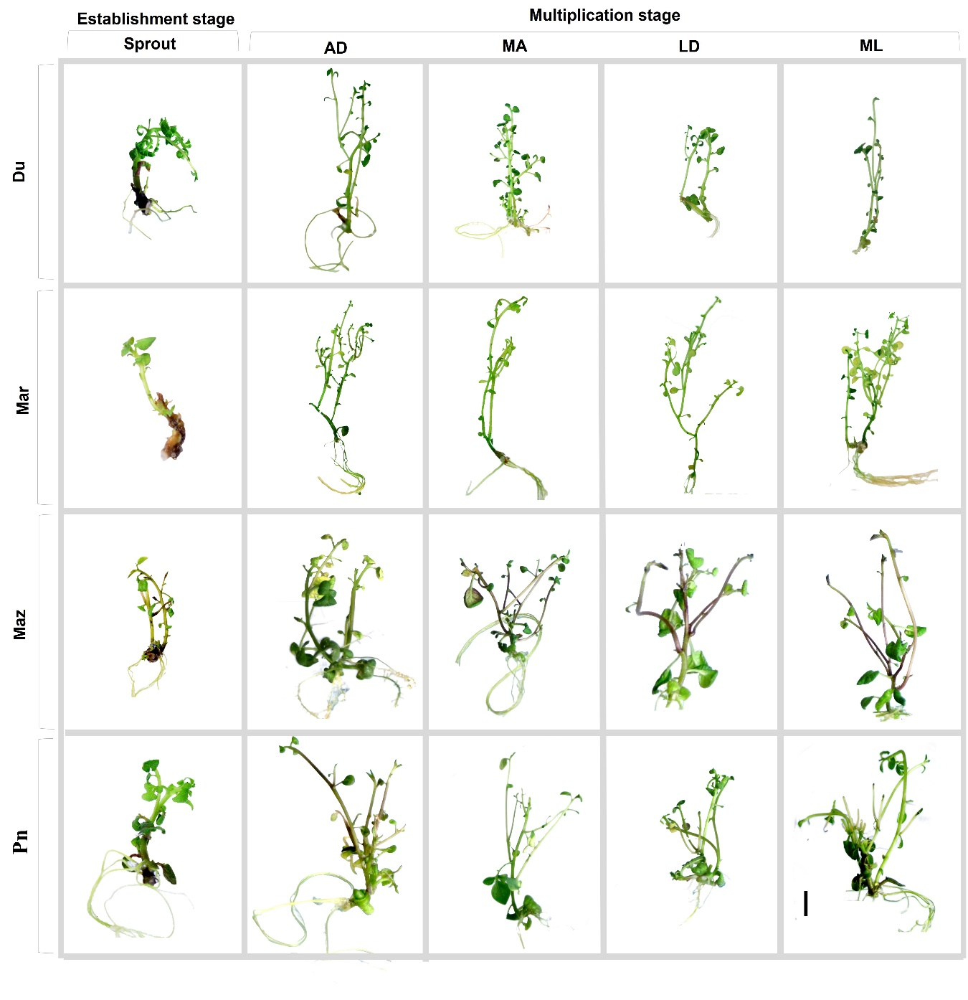 Establishment stage
Multiplication stage
Sprout
AD
MA
LD
ML
Du
Mar
Maz
Pn